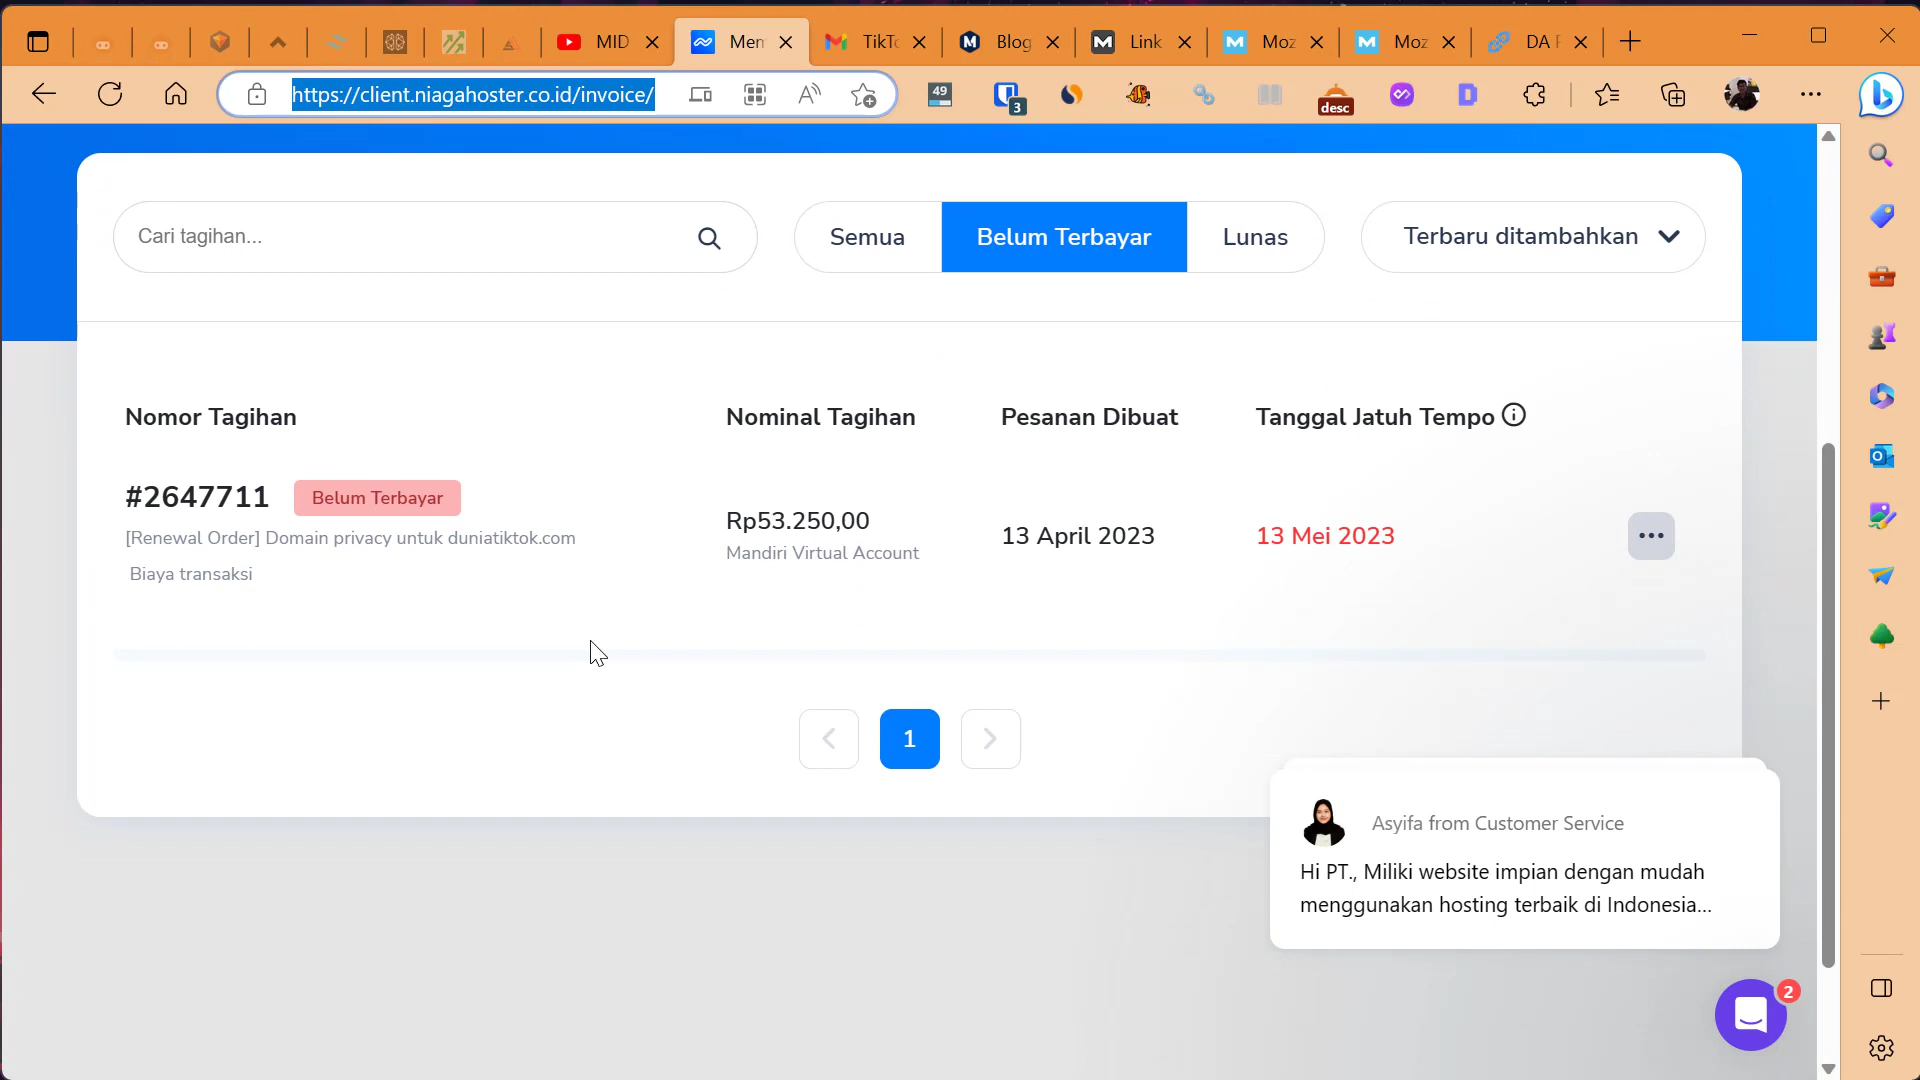 MID
Mem
TikTo
Blog
Link
Moz
Moz
DA
https://client.niagahoster.co.id/invoice/
49
3
desc
Cari tagihan...
Semua
Belum Terbayar
Lunas
Terbaru ditambahkan
Nomor Tagihan
Nominal Tagihan
Pesanan Dibuat
Tanggal Jatuh Tempo
#2647711
Belum Terbayar
[Renewal Order] Domain privacy untuk duniatiktok.com
Biaya transaksi
Rp53.250,00
Mandiri Virtual Account
13 April 2023
13 Mei 2023
1
Asyifa from Customer Service
Hi PT., Miliki website impian dengan mudah
menggunakan hosting terbaik di Indonesia...
2